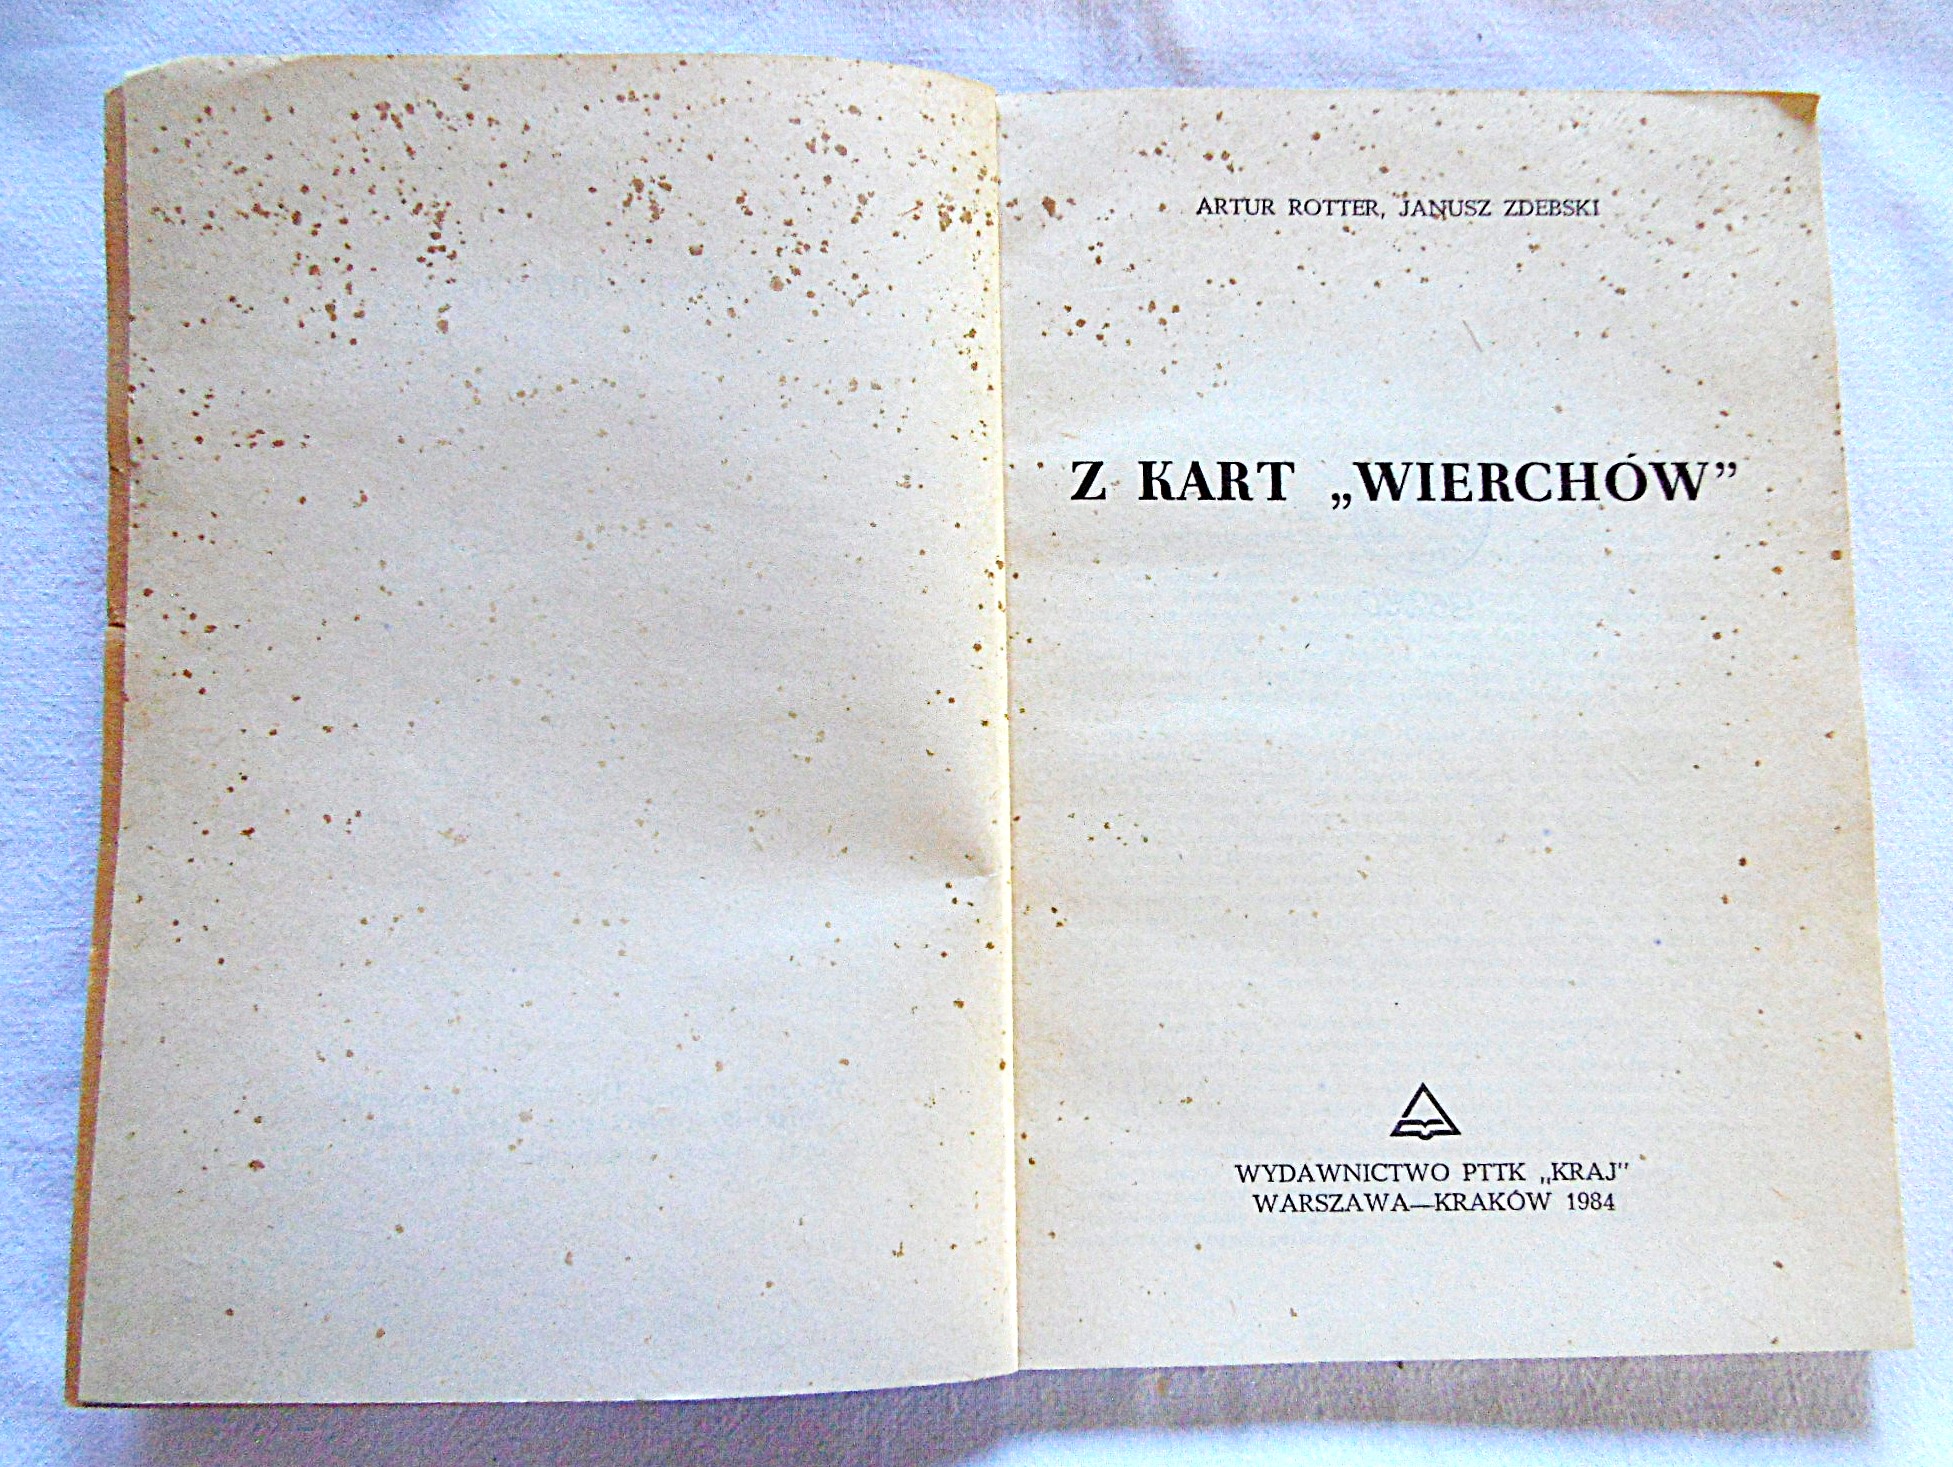 ARTUR ROTTER, JANUSZ ZDEBSKI
Z KART „WIERCHÓW”
WYDAWNICTWO PTTK „KRAJ”
WARSZAWA—KRAKÓW 1984